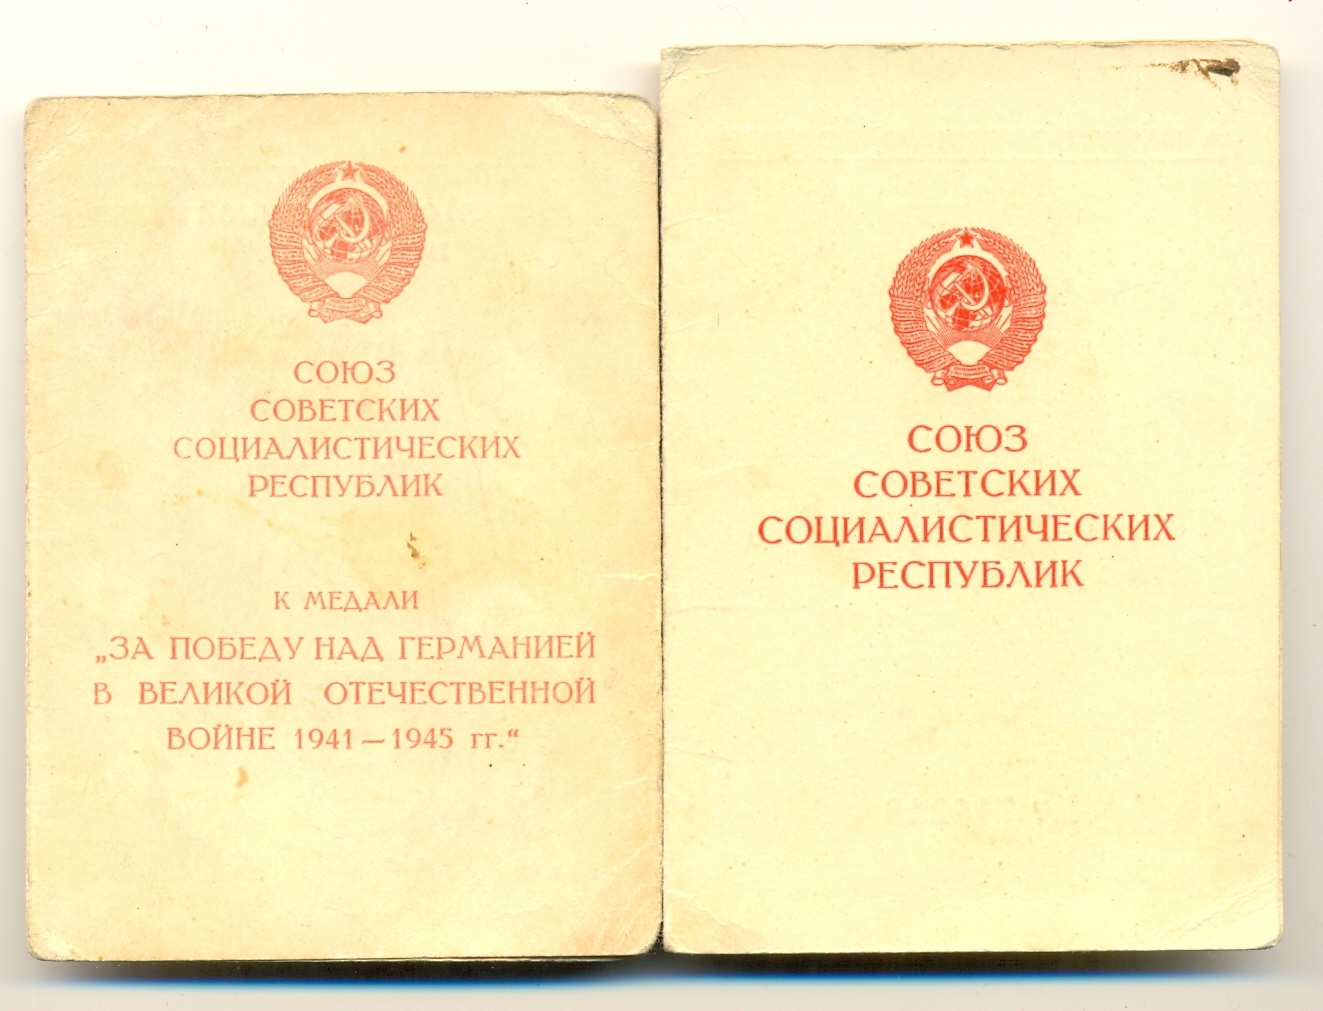 СОЮЗ
СОВЕТСКИХ
СОЦИАЛИСТИЧЕСКИХ
РЕСПУБЛИК
К МЕДАЛИ
„ЗА ПОБЕДУ НАД ГЕРМАНИЕЙ
В ВЕЛИКОЙ ОТЕЧЕСТВЕННОЙ
ВОЙНЕ 1941—1945 гг.“
СОЮЗ
СОВЕТСКИХ
СОЦИАЛИСТИЧЕСКИХ
РЕСПУБЛИК